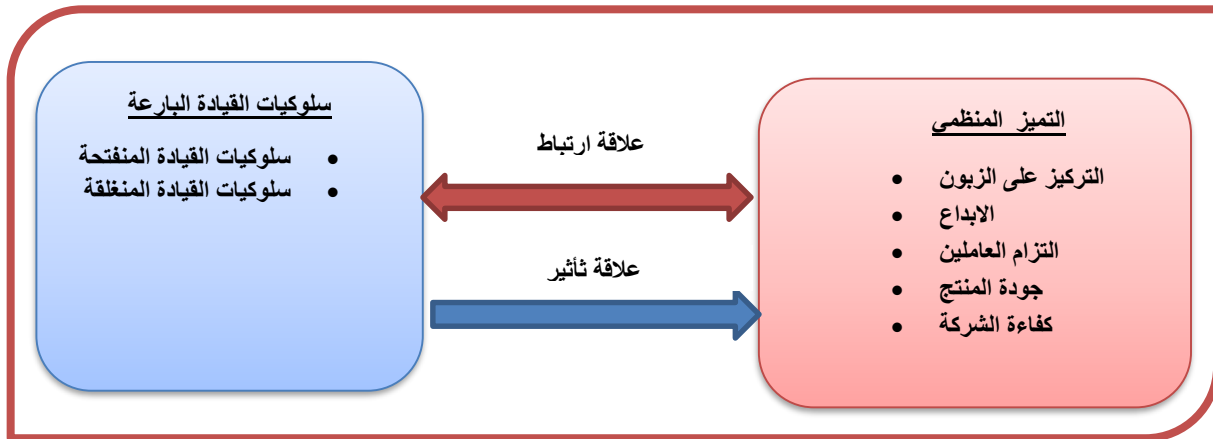 سلوكيات القيادة البارعة
سلوكيات القيادة المنفتحة
سلوكيات القيادة المنغلقة
علاقة ارتباط
علاقة ثأثير
التميز المنظمي
التركيز على الزبون
الابداع
التزام العاملين
جودة المنتج
كفاءة الشركة